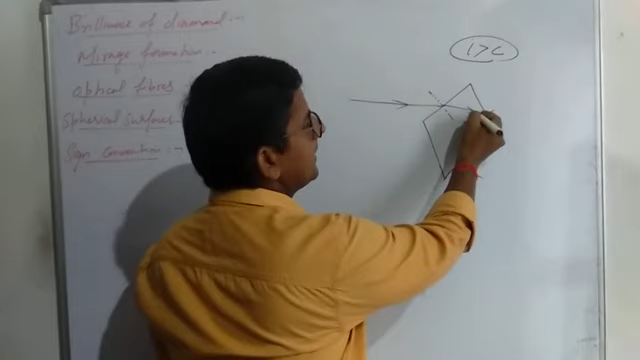 Brilliance of diamond :-
Mirage formation :-
optical fibres
spherical surfaces
sign convention :-
i>c